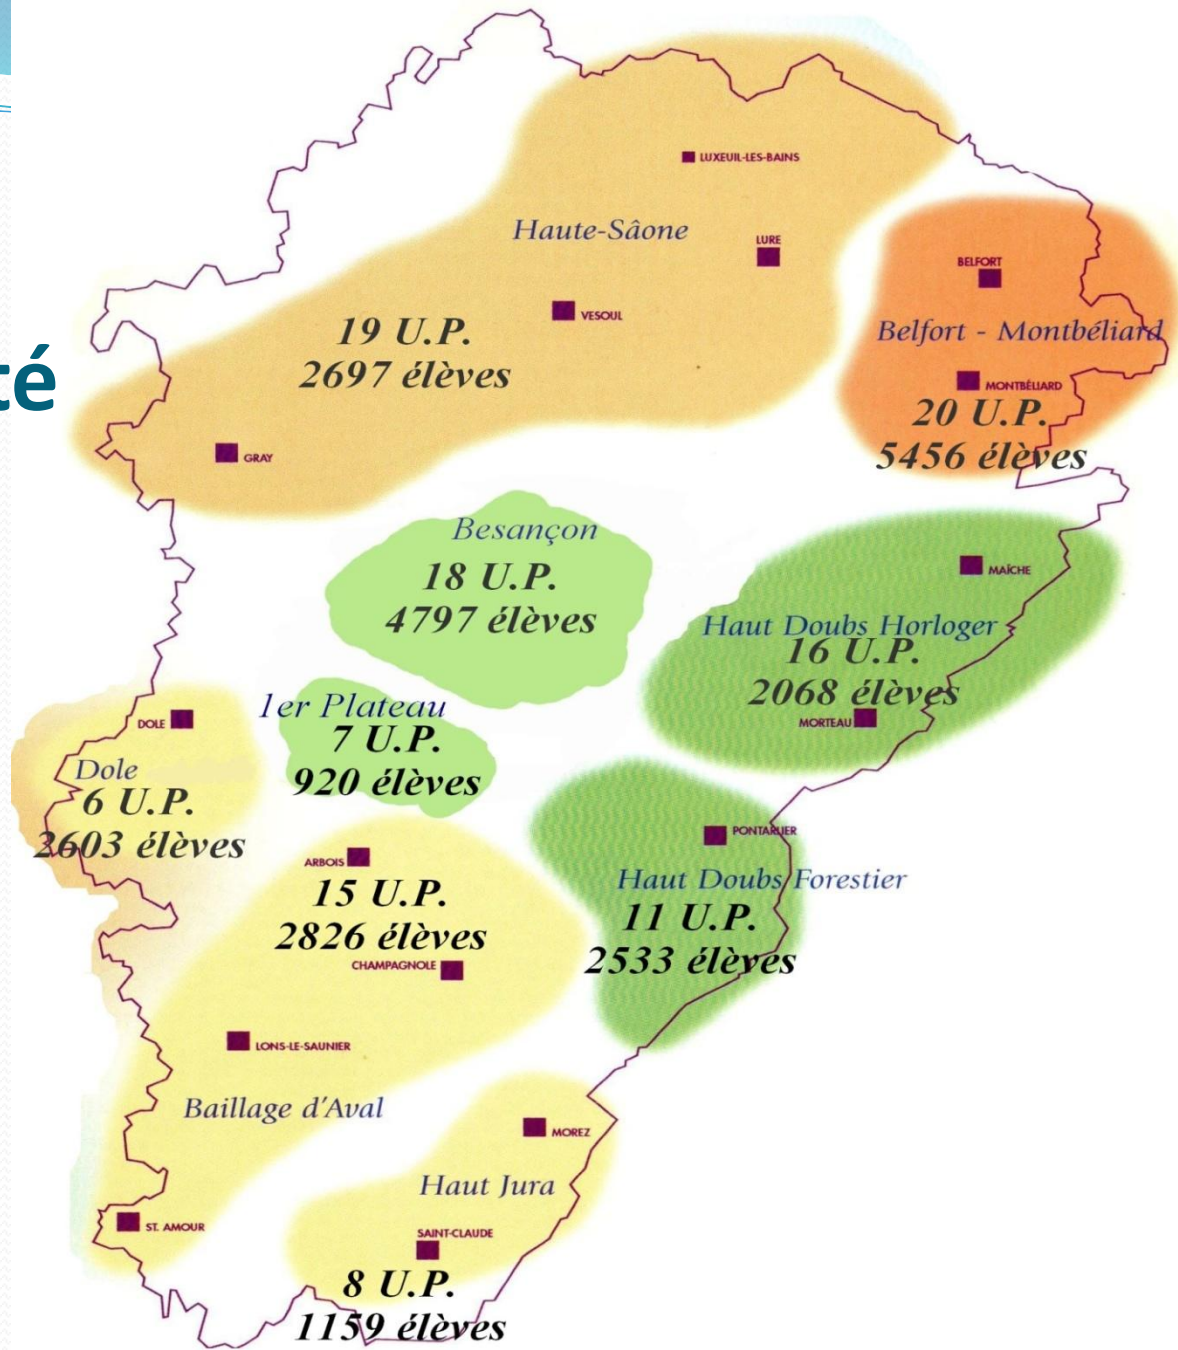 té
LUXEUIL-LES-BAINS
Haute-Sâone
LURE
VESOUL
19 U.P.
2697 élèves
GRAY
BELFORT
Belfort - Montbéliard
MONTBÉLIARD
20 U.P.
5456 élèves
Besançon
18 U.P.
4797 élèves
MAÎCHE
Haut Doubs Horloger
16 U.P.
2068 élèves
MORTEAU
1er Plateau
7 U.P.
920 élèves
DOLE
Dole
6 U.P.
2603 élèves
PONTARLIER
Haut Doubs Forestier
11 U.P.
2533 élèves
ARBOIS
15 U.P.
2826 élèves
CHAMPAGNOLE
LONS-LE-SAUNIER
Baillage d'Aval
ST. AMOUR
MOREZ
Haut Jura
SAINT-CLAUDE
8 U.P.
1159 élèves